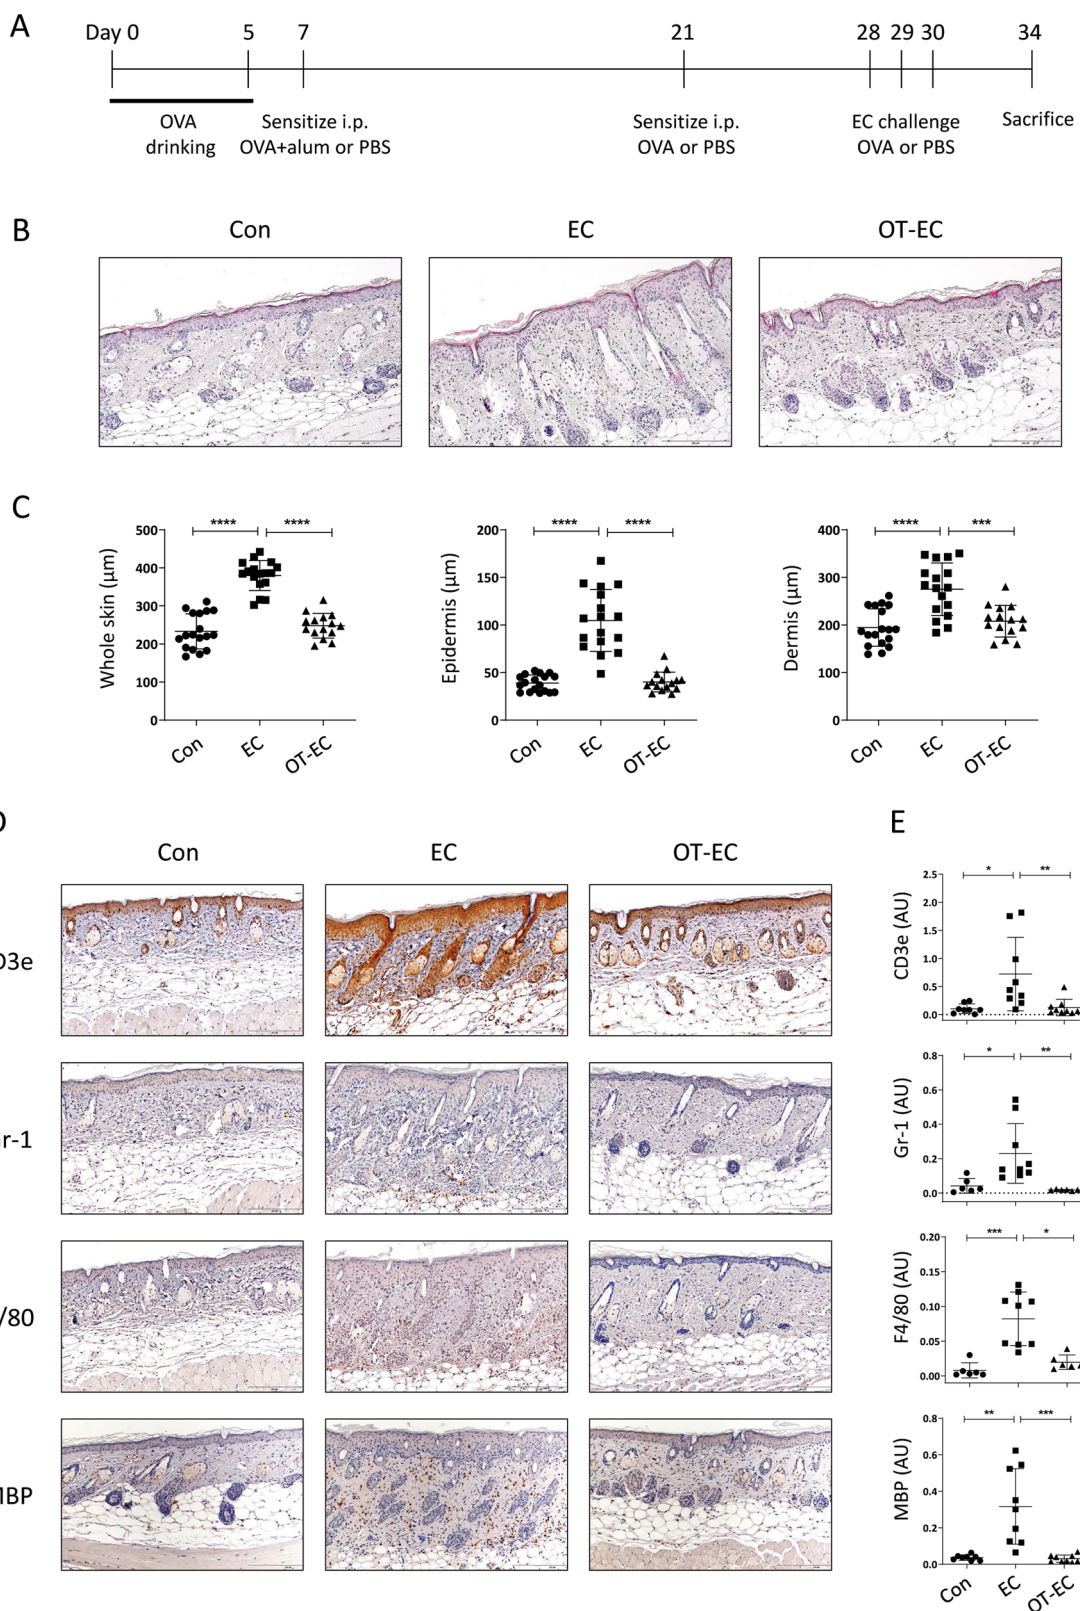 A
Day 0 5 7 21 28 29 30 34
OVA drinking
Sensitize i.p. OVA+alum or PBS
Sensitize i.p. OVA or PBS
EC challenge OVA or PBS
Sacrifice
B
Con EC OT-EC
C
**** ****
Whole skin (µm)
500
400
300
200
100
0
Con EC OT-EC
**** ****
Epidermis (µm)
200
150
100
50
0
Con EC OT-EC
**** ***
Dermis (µm)
400
300
200
100
0
Con EC OT-EC
Con EC OT-EC
D3e
r-1
/80
MBP
E
* **
CD3e (AU)
2.5
2.0
1.5
1.0
0.5
0.0
* **
Gr-1 (AU)
0.8
0.6
0.4
0.2
0.0
*** *
F4/80 (AU)
0.20
0.15
0.10
0.05
0.00
** ***
MBP (AU)
0.8
0.6
0.4
0.2
0.0
Con EC OT-EC